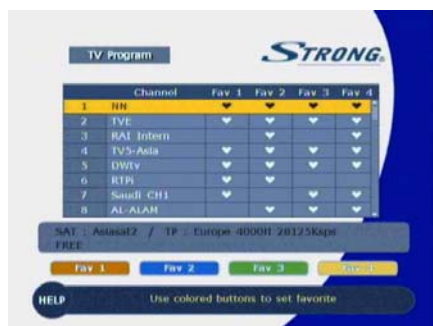 TV Program
STRONG
Channel Fav 1 Fav 2 Fav 3 Fav 4
1 NN
2 TVE
3 RAI Intern
4 TV5-Asia
5 DWtv
6 RTPi
7 Saudi CH1
8 AL-ALAM
SAT : Asiasat2 / TP : Europe 4000H 28125Ksps
FREE
Fav 1 Fav 2 Fav 3 Fav 4
HELP Use colored buttons to set favorite